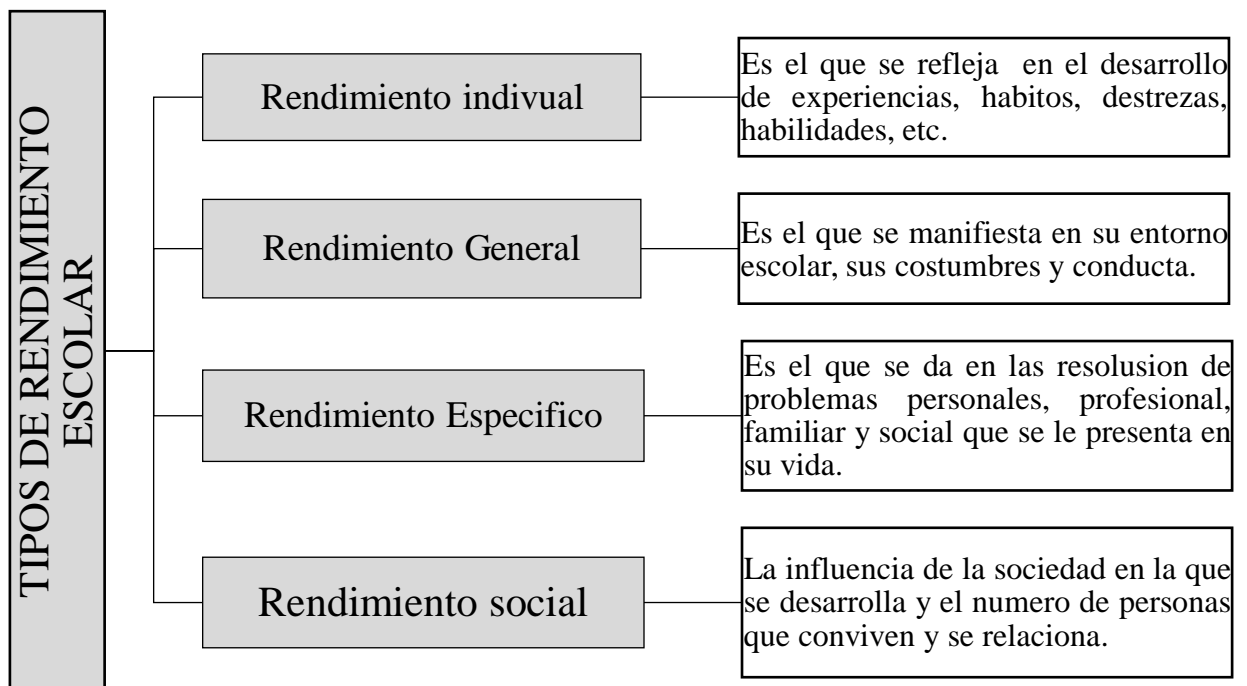 TIPOS DE RENDIMIENTO
ESCOLAR
Rendimiento indivual
Es el que se refleja en el desarrollo
de experiencias, habitos, destrezas,
habilidades, etc.
Rendimiento General
Es el que se manifiesta en su entorno
escolar, sus costumbres y conducta.
Rendimiento Especifico
Es el que se da en las resolusion de
problemas personales, profesional,
familiar y social que se le presenta en
su vida.
Rendimiento social
La influencia de la sociedad en la que
se desarrolla y el numero de personas
que conviven y se relaciona.